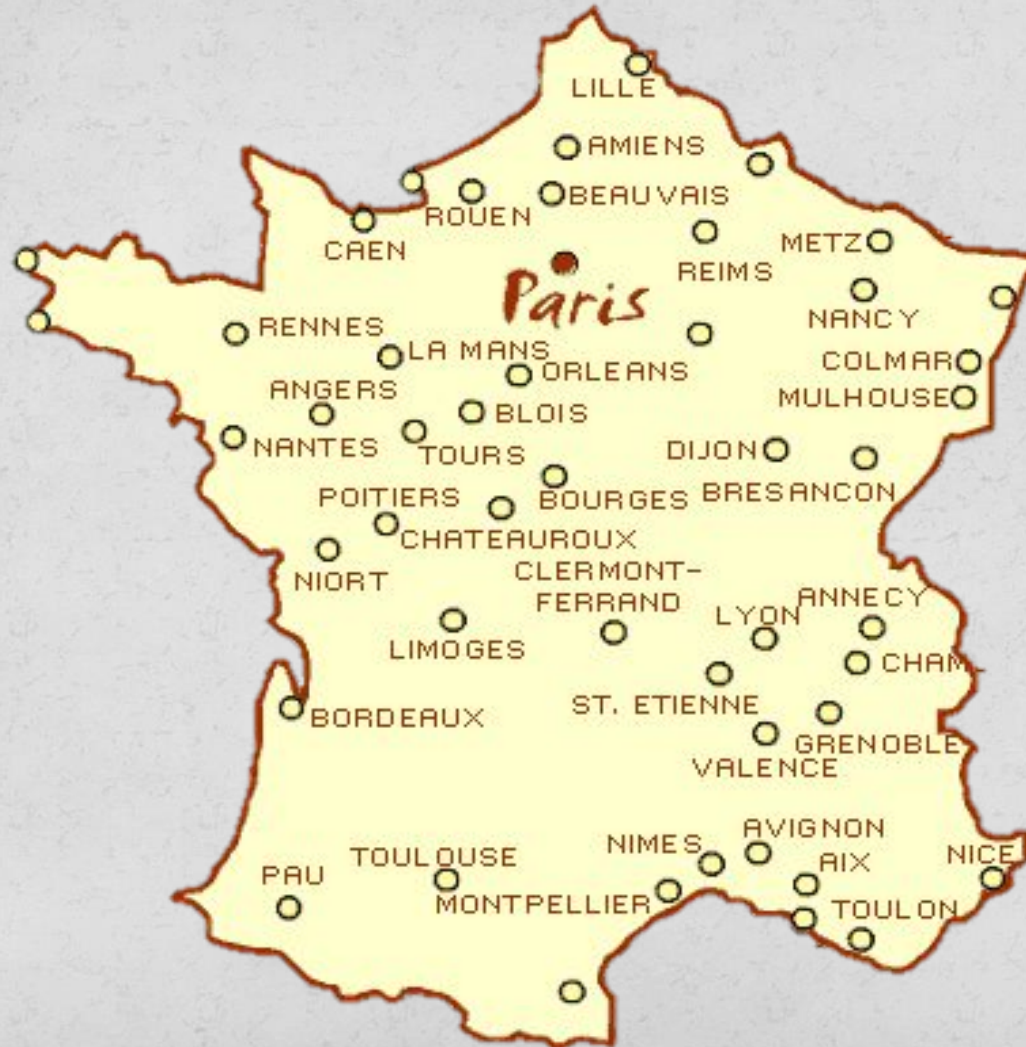 LILLE
AMIENS
BEAUVAIS
ROUEN
CAEN
METZ
REIMS
Paris
NANCY
RENNES
LA MANS
ORLEANS
COLMAR
ANGERS
MULHOUSE
BLOIS
NANTES
TOURS
DIJON
BRESANCON
POITIERS
BOURGES
CHATEAUROUX
NIORT
CLERMONT-
FERRAND
ANNECY
LYON
LIMOGES
ST. ETIENNE
BORDEAUX
GRENOBLE
VALENCE
AVIGNON
NIMES
AIX
NICE
TOULOUSE
PAU
MONTPELLIER
TOULON